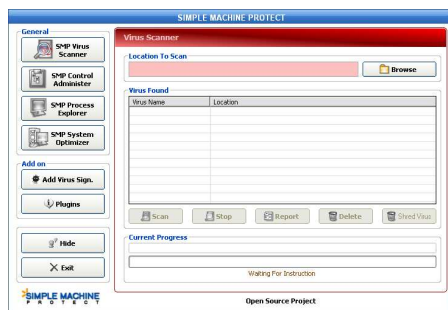 SIMPLE MACHINE PROTECT
General
SMP Virus
Scanner
SMP Control
Administer
SMP Process
Explorer
SMP System
Optimizer
Add on
Add Virus Sign.
Plugins
Hide
Exit
SIMPLE MACHINE
PROTECT
Virus Scanner
Location To Scan
Browse
Virus Found
Virus Name Location
Scan Stop Report Delete Shred Virus
Current Progress
Waiting For Instruction
Open Source Project